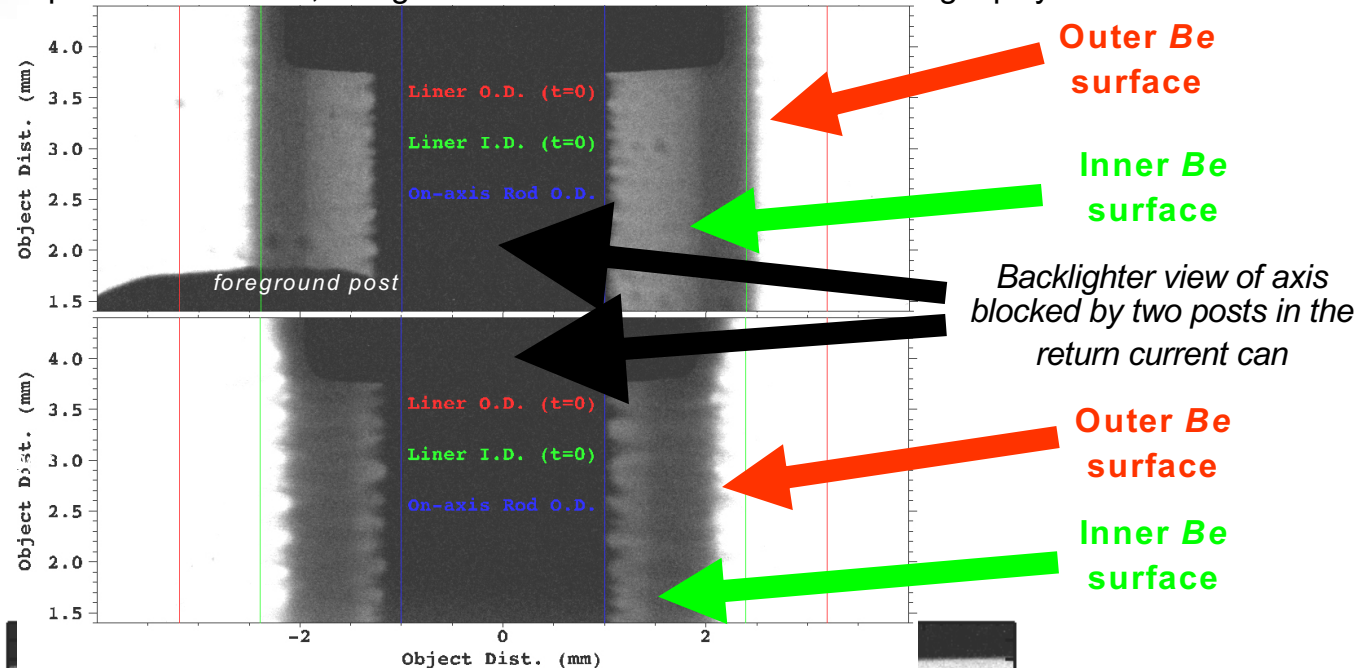 4.0
3.5
3.0
2.5
2.0
1.5
Object Dist. (mm)
Liner O.D. (t=0)
Liner I.D. (t=0)
On-axis Rod O.D.
foreground post
Outer Be
surface
Inner Be
surface
Backlighter view of axis
blocked by two posts in the
return current can
4.0
3.5
3.0
2.5
2.0
1.5
Object Dist. (mm)
Liner O.D. (t=0)
Liner I.D. (t=0)
On-axis Rod O.D.
Outer Be
surface
Inner Be
surface
-2
0
2
Object Dist. (mm)